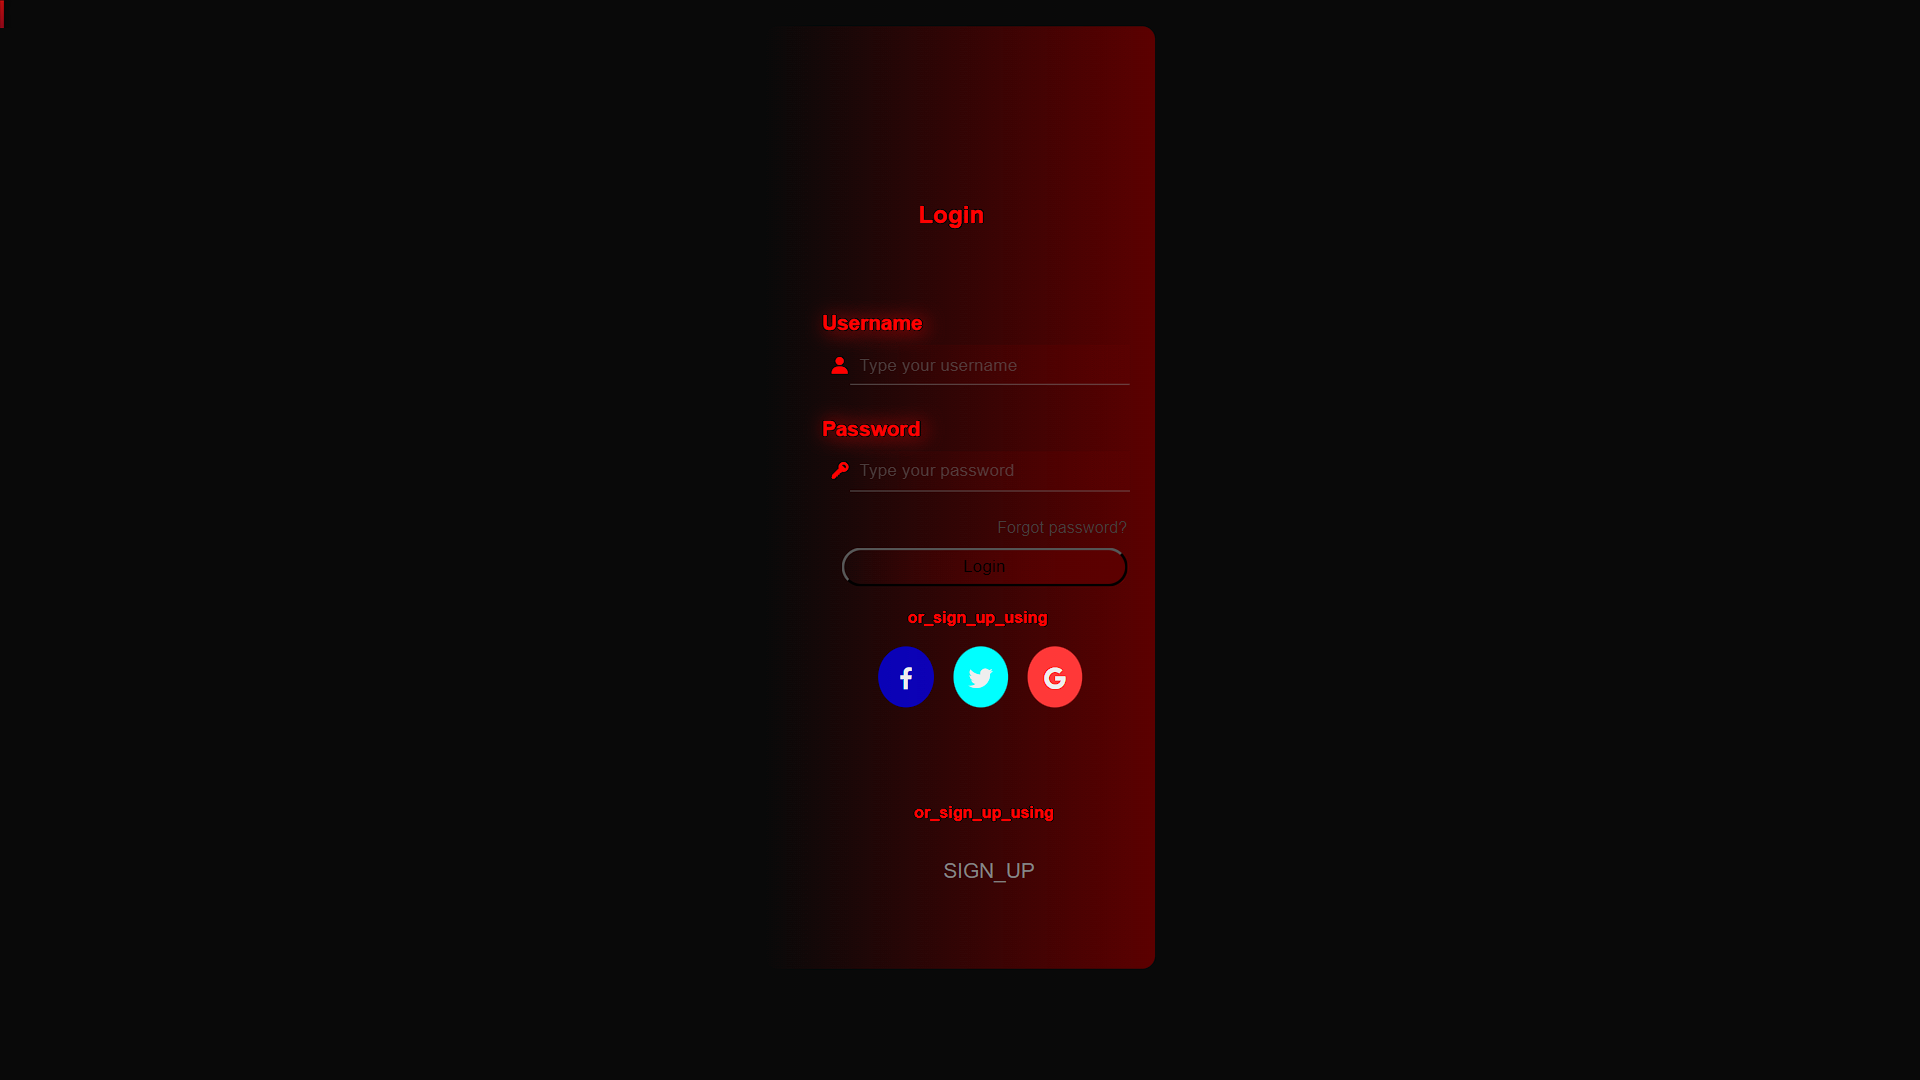 Login
Username
Type your username
Password
Type your password
Forgot password?
Login
or_sign_up_using
or_sign_up_using
SIGN_UP